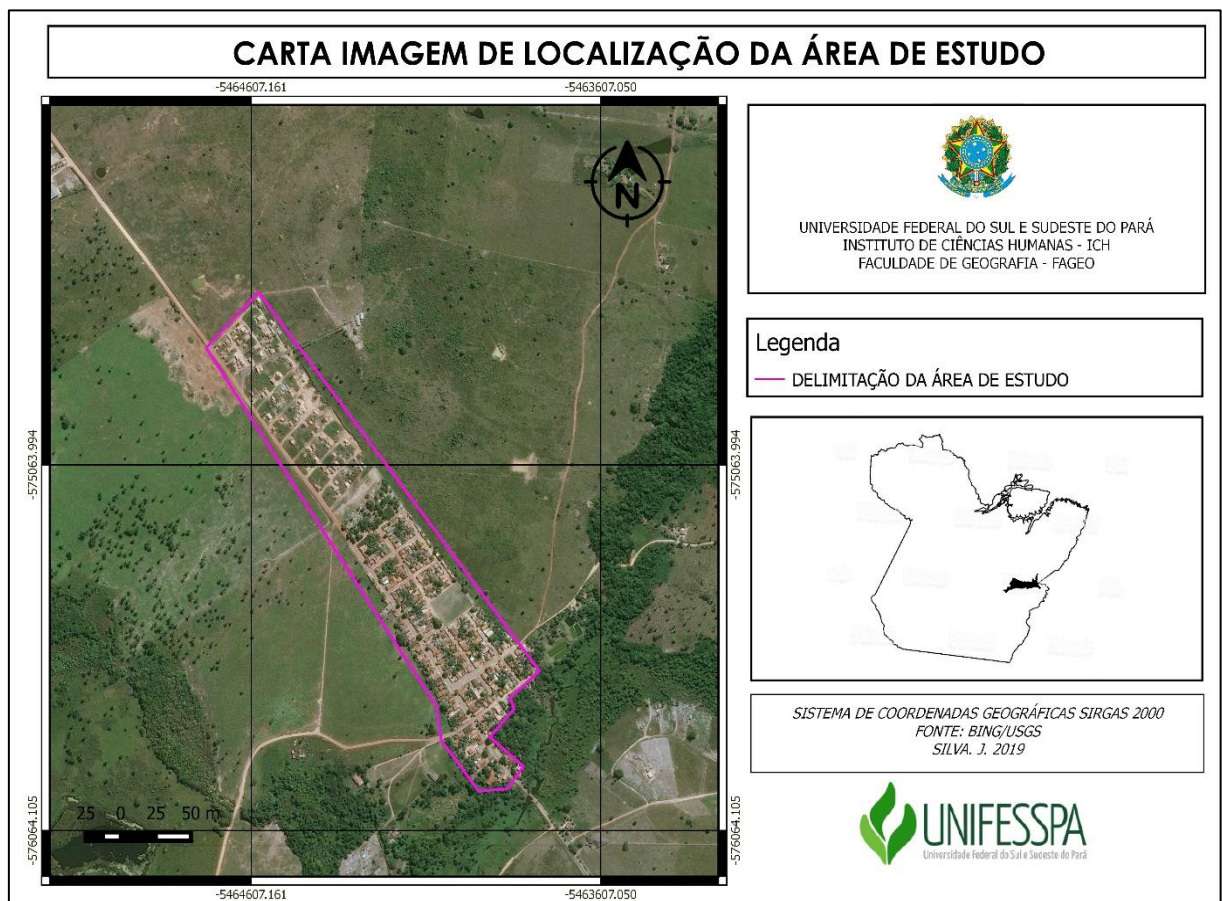 CARTA IMAGEM DE LOCALIZAÇÃO DA ÁREA DE ESTUDO
-5464607.161
-5463607.050
UNIVERSIDADE FEDERAL DO SUL E SUDESTE DO PARÁ
INSTITUTO DE CIÊNCIAS HUMANAS - ICH
FACULDADE DE GEOGRAFIA - FAGEO
N
Legenda
DELIMITAÇÃO DA ÁREA DE ESTUDO
-575063.994
-575063.994
SISTEMA DE COORDENADAS GEOGRÁFICAS SIRGAS 2000
FONTE: BING/USGS
SILVA. J. 2019
-576064.105
-576064.105
25 0 25 50 m
UNIFESSPA
Universidade Federal do Sul e Sudeste do Pará
-5464607.161
-5463607.050